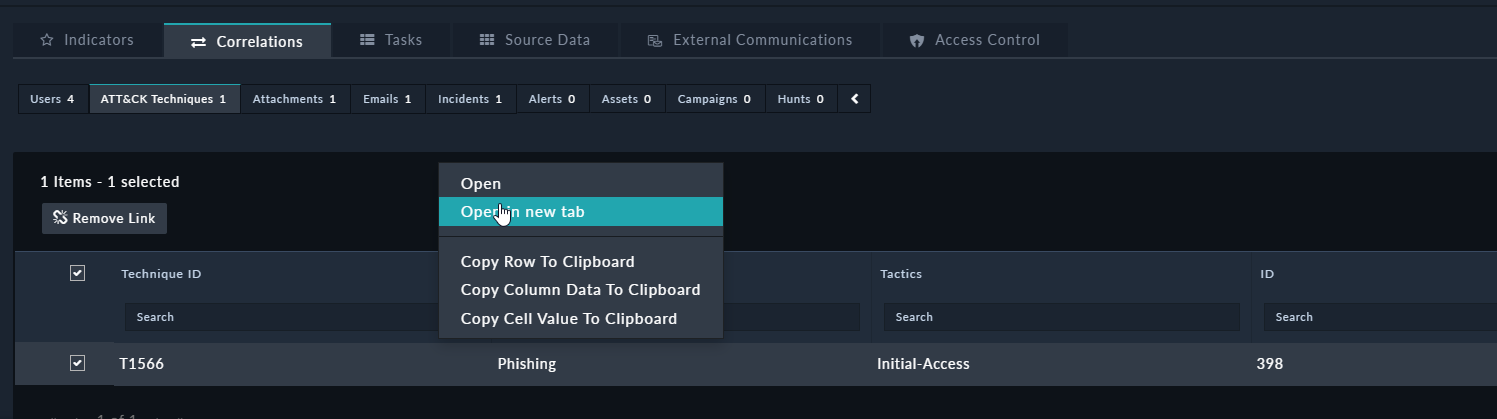 Indicators Correlations Tasks Source Data External Communications Access Control
Users 4 ATT&CK Techniques 1 Attachments 1 Emails 1 Incidents 1 Alerts 0 Assets 0 Campaigns 0 Hunts 0
1 Items - 1 selected
Remove Link
Open
Open in new tab
Copy Row To Clipboard
Copy Column Data To Clipboard
Copy Cell Value To Clipboard
Technique ID Tactics ID
Search Search Search
T1566 Phishing Initial-Access 398
1 of 1